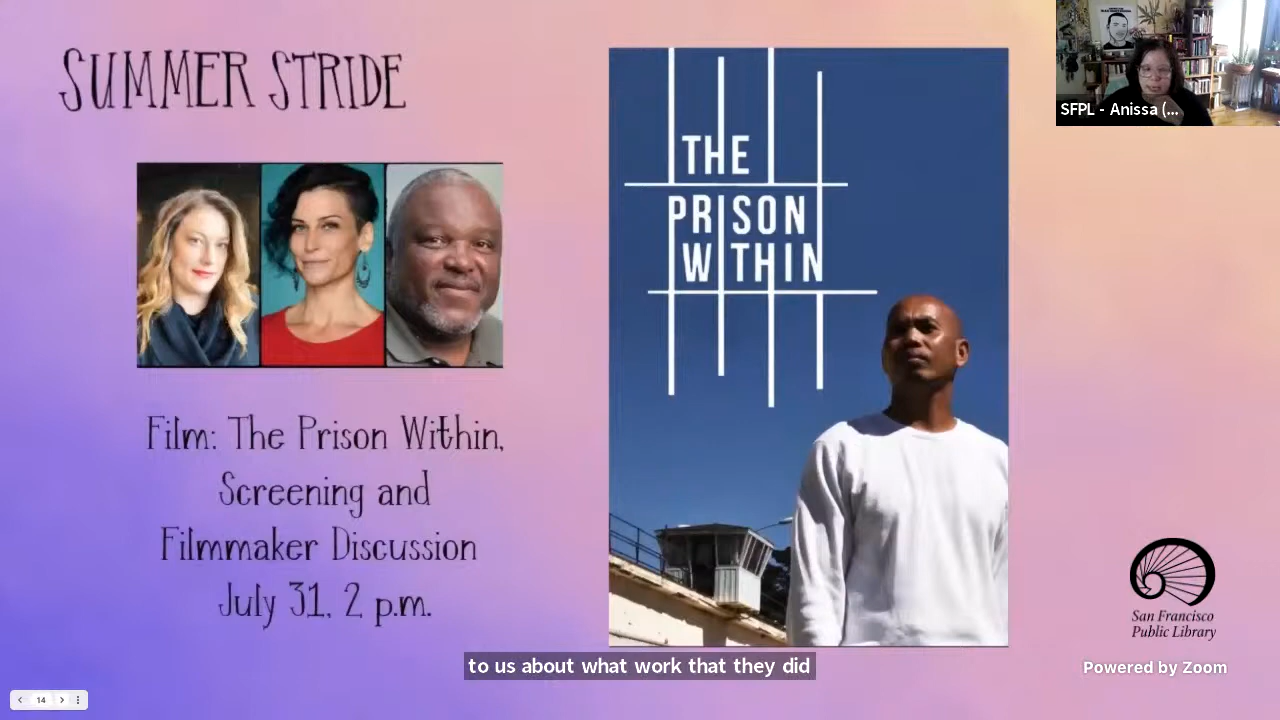 SUMMER STRIDE
Film: The Prison Within,
Screening and
Filmmaker Discussion
July 31, 2 p.m.
THE
PRISON
WITHIN
SFPL - Anissa (...
San Francisco
Public Library
to us about what work that they did
Powered by Zoom
14